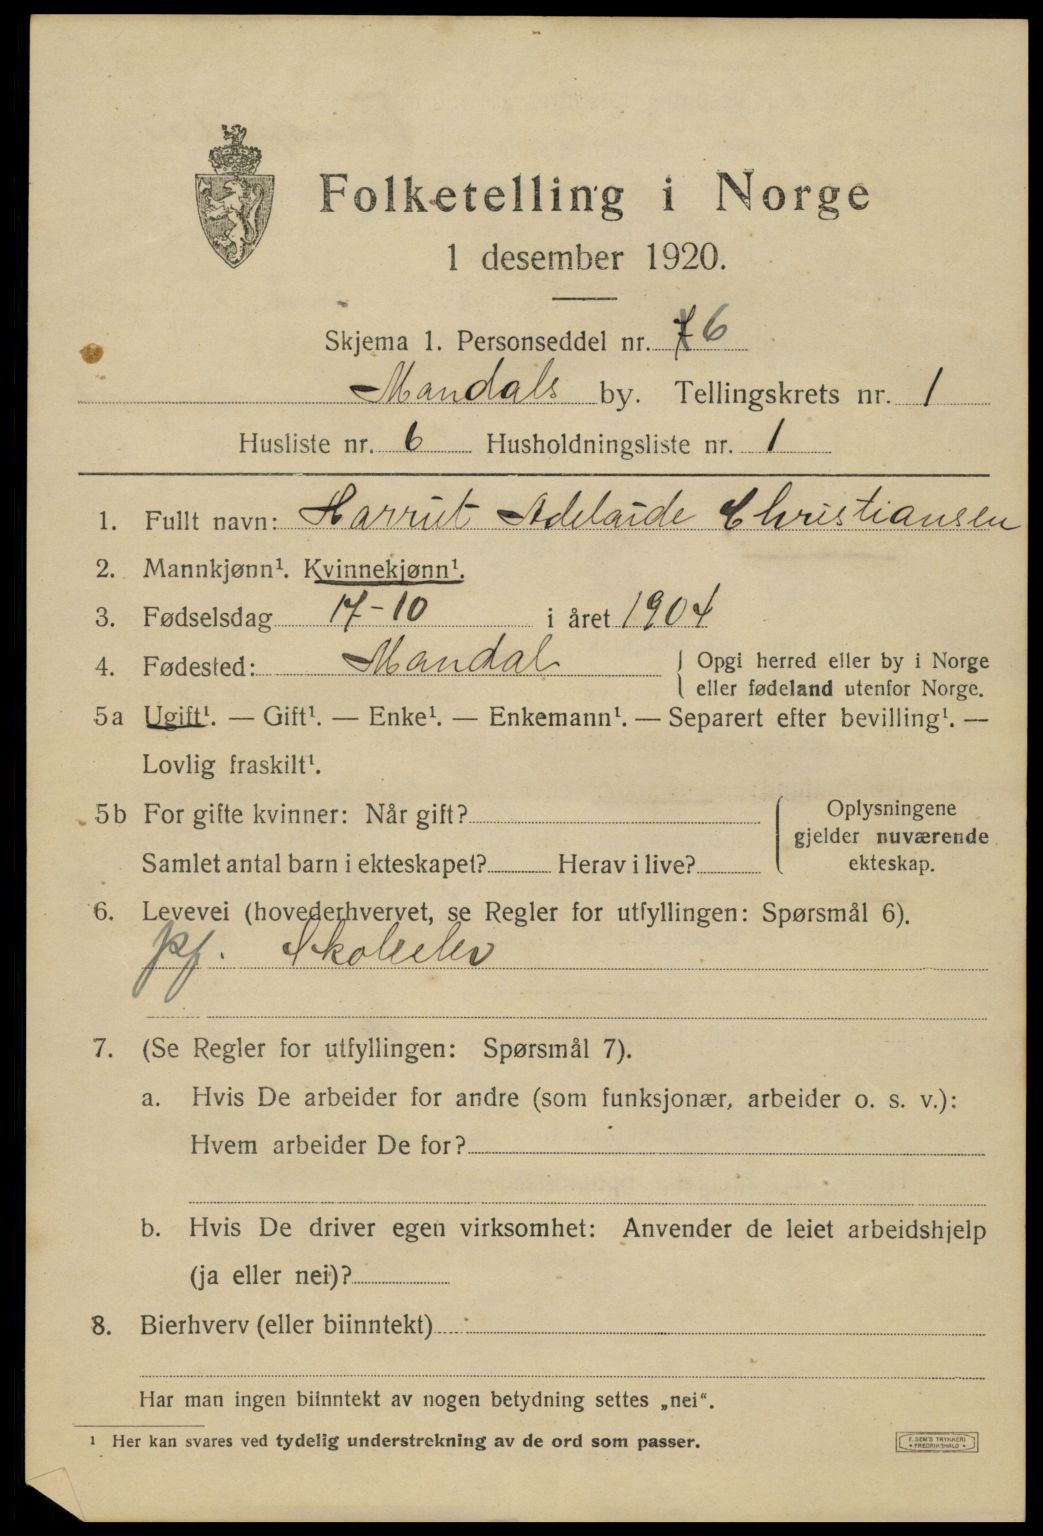 Folketelling i Norge
1 desember 1920.
Skjema 1. Personseddel nr. 6
Mandals by. Tellingskrets nr. 1
Husliste nr. 6 Husholdningsliste nr. 1
1. Fullt navn: Harriet Adelaide Christiansen
2. Mannkjønn¹. Kvinnekjønn¹.
3. Fødselsdag 17-10 i året 1904
4. Fødested: Mandal { Opgi herred eller by i Norge
eller fødeland utenfor Norge.
5a Ugift¹. — Gift¹. — Enke¹. — Enkemann¹. — Separert efter bevilling¹. —
Lovlig fraskilt¹.
5b For gifte kvinner: Når gift? { Oplysningene
gjelder nuværende
Samlet antal barn i ekteskapet? Herav i live? ekteskap.
6. Levevei (hovederhvervet, se Regler for utfyllingen: Spørsmål 6).
pf. Skoleelev
7. (Se Regler for utfyllingen: Spørsmål 7).
a. Hvis De arbeider for andre (som funksjonær, arbeider o. s. v.):
Hvem arbeider De for?
b. Hvis De driver egen virksomhet: Anvender de leiet arbeidshjelp
(ja eller nei)?
8. Bierhverv (eller biinntekt)
Har man ingen biinntekt av nogen betydning settes „nei“.
¹ Her kan svares ved tydelig understrekning av de ord som passer.
E. SEM'S TRYKKERI
• FREDRIKSHALD •